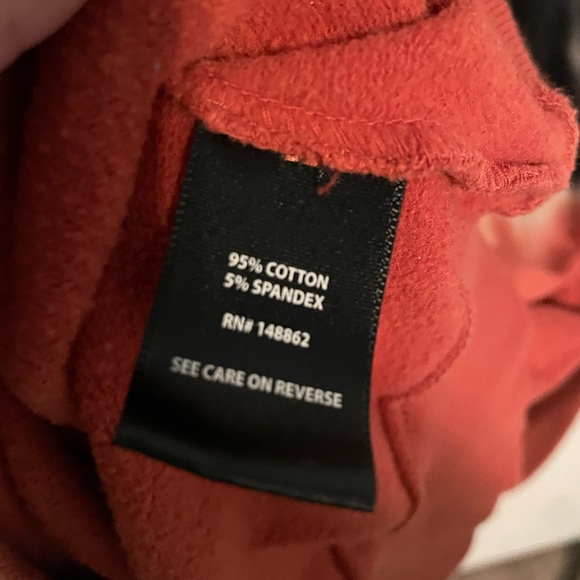 95% COTTON
5% SPANDEX
RN# 148862
SEE CARE ON REVERSE